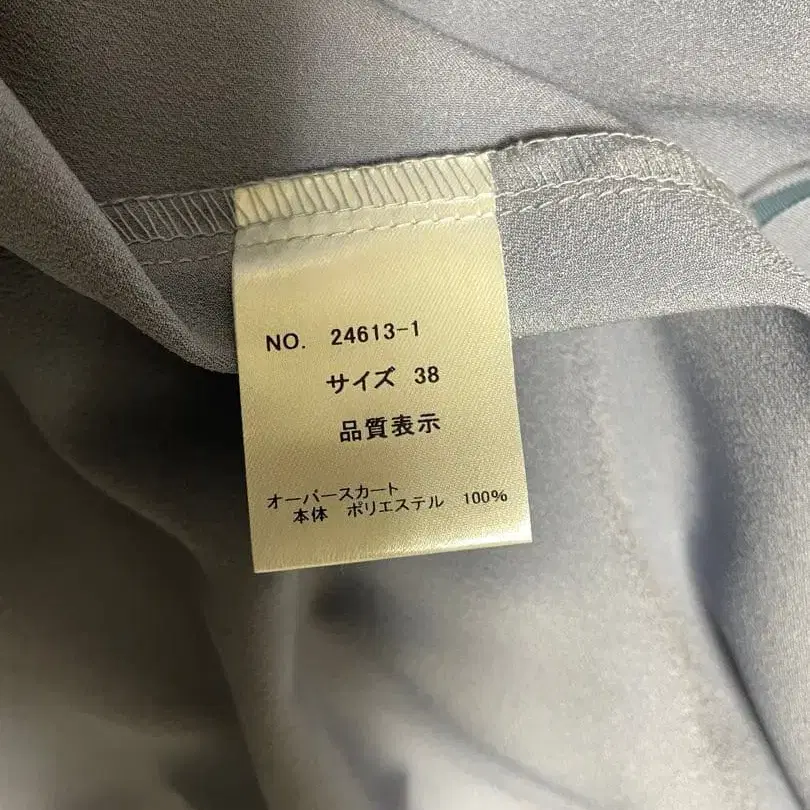 NO. 24613-1
サイズ 38
品質表示
オーバースカート
本体 ポリエステル 100%